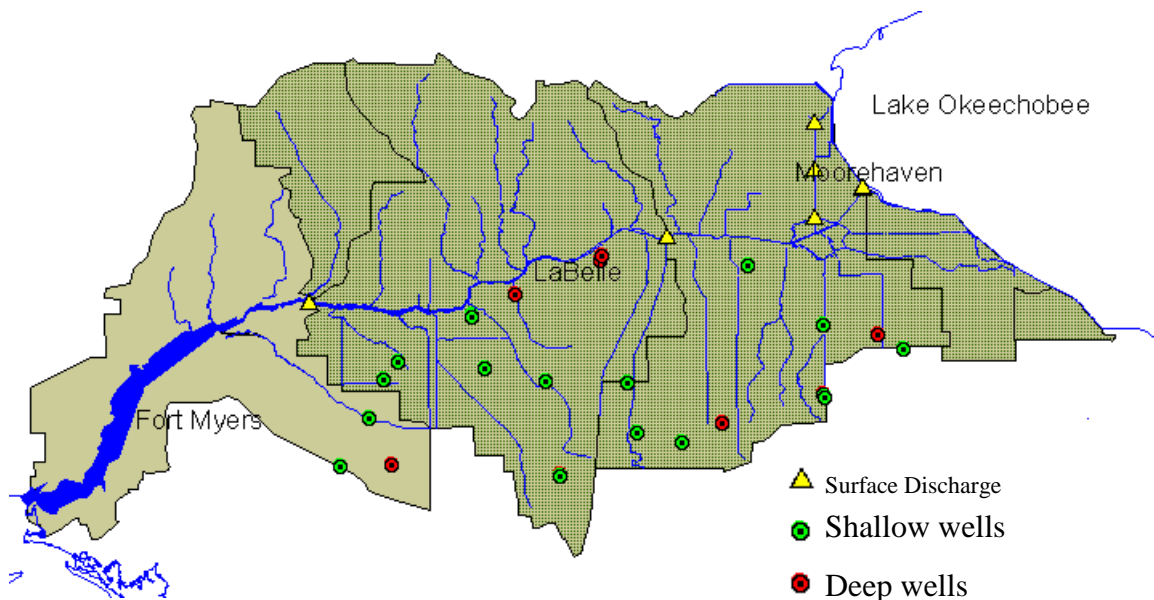 Lake Okeechobee
Moorehaven
LaBelle
Fort Myers
Surface Discharge
Shallow wells
Deep wells